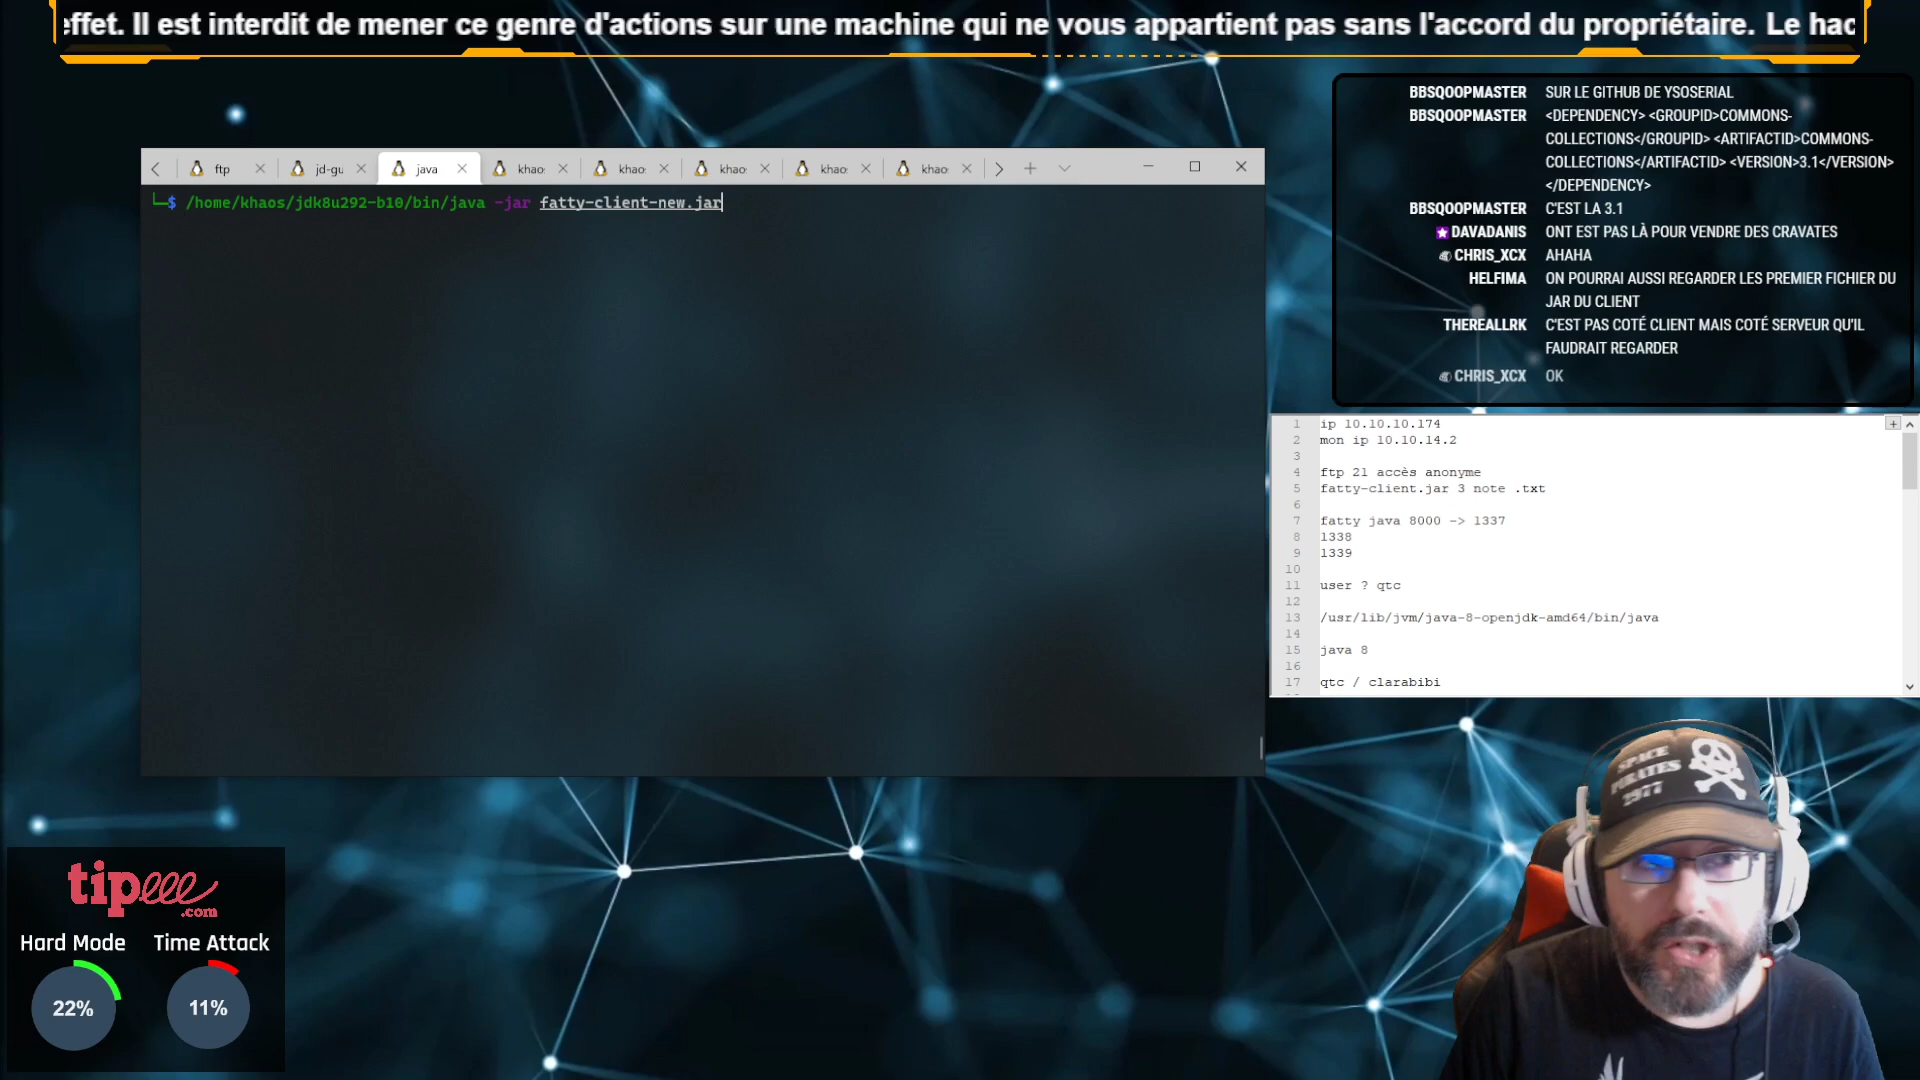 effet. Il est interdit de mener ce genre d'actions sur une machine qui ne vous appartient pas sans l'accord du propriétaire. Le hac
BBSQOOPMASTER SUR LE GITHUB DE YSOSERIAL
BBSQOOPMASTER <DEPENDENCY> <GROUPID>COMMONS-
COLLECTIONS</GROUPID> <ARTIFACTID>COMMONS-
COLLECTIONS</ARTIFACTID> <VERSION>3.1</VERSION>
</DEPENDENCY>
BBSQOOPMASTER C'EST LA 3.1
DAVADANIS ONT EST PAS LÀ POUR VENDRE DES CRAVATES
CHRIS_XCX AHAHA
HELFIMA ON POURRAI AUSSI REGARDER LES PREMIER FICHIER DU
JAR DU CLIENT
THEREALLRK C'EST PAS COTÉ CLIENT MAIS COTÉ SERVEUR QU'IL
FAUDRAIT REGARDER
CHRIS_XCX OK
ftp jd-gu java khao: khao: khao: khao: khao:
└─$ /home/khaos/jdk8u292-b10/bin/java -jar fatty-client-new.jar
1 ip 10.10.10.174
2 mon ip 10.10.14.2
3
4 ftp 21 accès anonyme
5 fatty-client.jar 3 note .txt
6
7 fatty java 8000 -> 1337
8 1338
9 1339
10
11 user ? qtc
12
13 /usr/lib/jvm/java-8-openjdk-amd64/bin/java
14
15 java 8
16
17 qtc / clarabibi
SPACE
PIRATES
1977
tipeee
.com
Hard Mode Time Attack
22% 11%